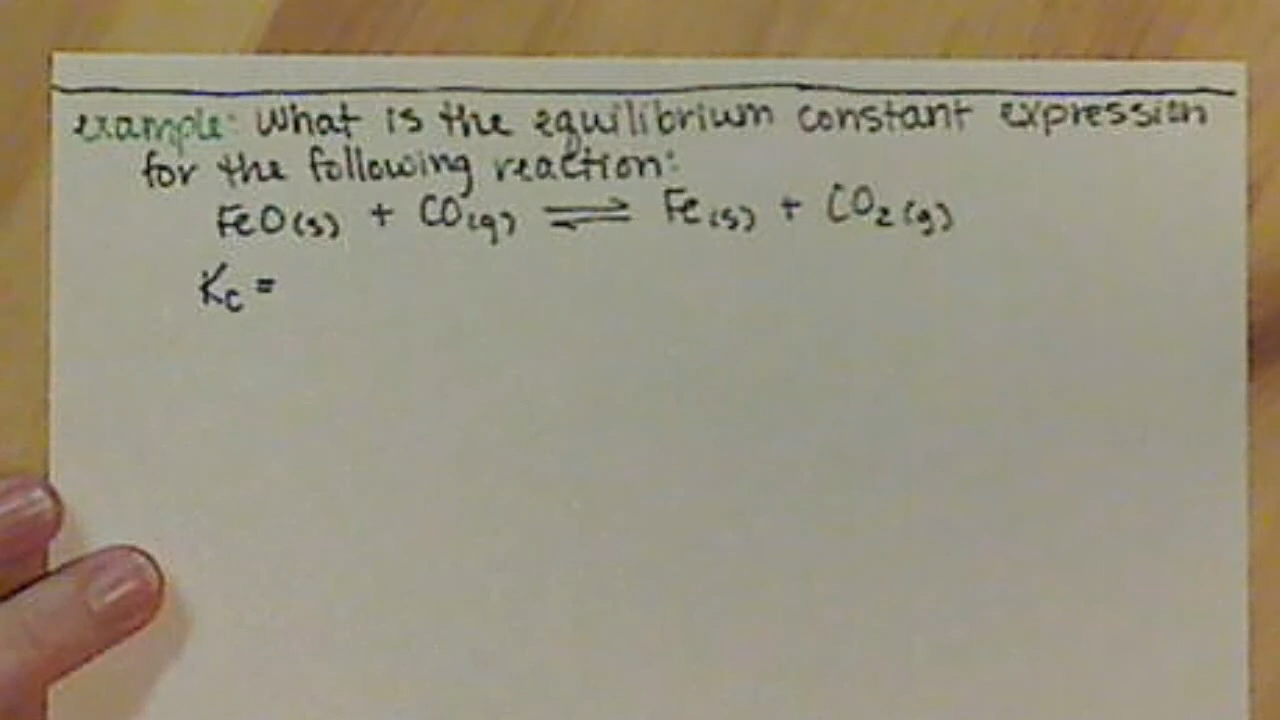 example: What is the equilibrium constant expression
for the following reaction:
FeO(s) + CO(g) ⇌ Fe(s) + CO₂(g)
Kc =